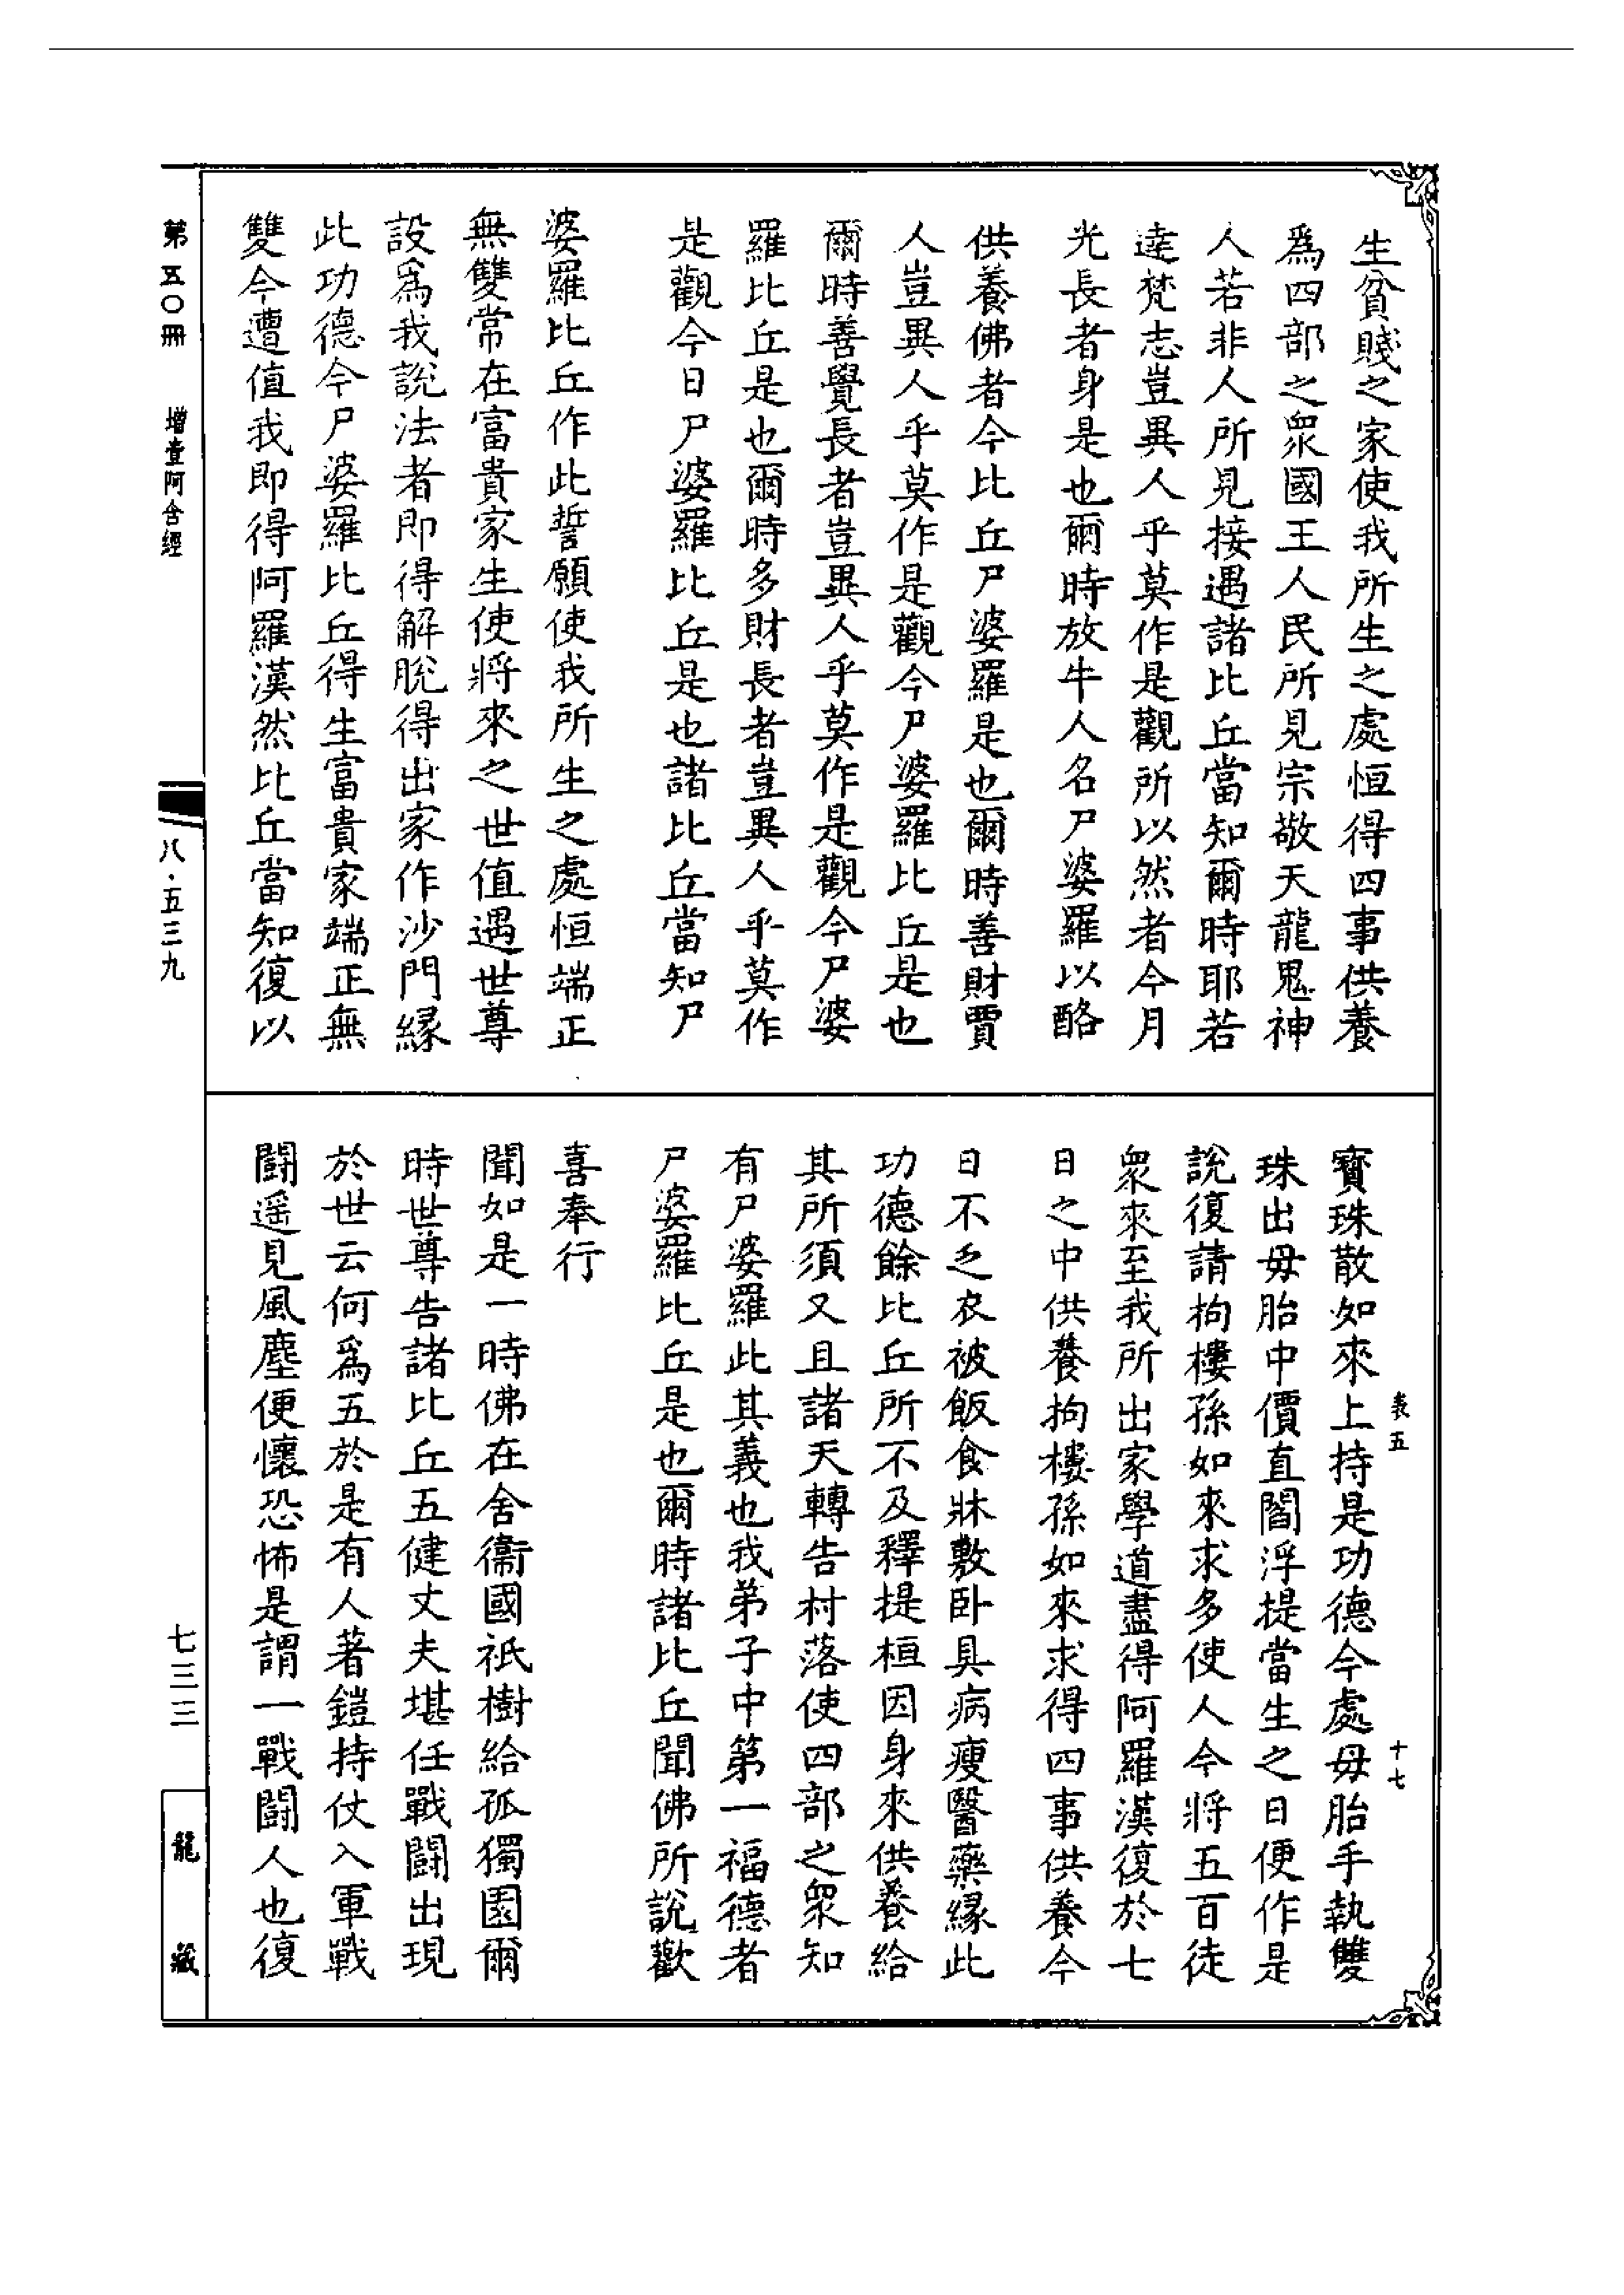 生貧賤之家使我所生之處恒得四事供養
爲四部之衆國王人民所見宗敬天龍鬼神
人若非人所見接遇諸比丘當知爾時耶若
達梵志豈異人乎莫作是觀所以然者今月
光長者身是也爾時放牛人名尸婆羅以酪
供養佛者今比丘尸婆羅是也爾時善財賈
人豈異人乎莫作是觀今尸婆羅比丘是也
爾時善覺長者豈異人乎莫作是觀今尸婆
羅比丘是也爾時多財長者豈異人乎莫作
是觀今日尸婆羅比丘是也諸比丘當知尸
婆羅比丘作此誓願使我所生之處恒端正
無雙常在富貴家生使將來之世值遇世尊
設爲我說法者即得解脫得出家作沙門緣
此功德今尸婆羅比丘得生富貴家端正無
雙今遭值我即得阿羅漢然比丘當知復以
表五 十七
寶珠散如來上持是功德今處毋胎手執雙
珠出毋胎中價直閻浮提當生之日便作是
說復請拘樓孫如來求多使人今將五百徒
衆來至我所出家學道盡得阿羅漢復於七
日之中供養拘樓孫如來求得四事供養今
日不乏衣被飯食牀敷卧具病瘦醫藥緣此
功德餘比丘所不及釋提桓因身來供養給
其所須又且諸天轉告村落使四部之衆知
有尸婆羅此其義也我弟子中第一福德者
尸婆羅比丘是也爾時諸比丘聞佛所說歡
喜奉行
聞如是一時佛在舍衞國祇樹給孤獨園爾
時世尊告諸比丘五健丈夫堪任戰鬪出現
於世云何爲五於是有人著鎧持仗入軍戰
鬪遥見風塵便懷恐怖是謂一戰鬪人也復
第五〇冊 增壹阿含經
八·五三九
七三三
龍藏